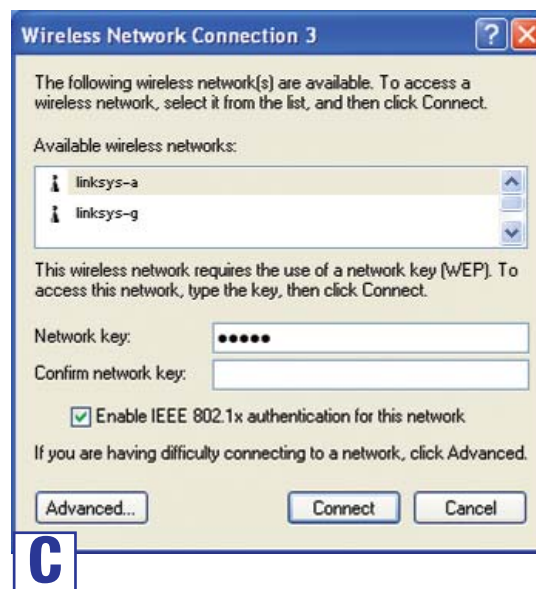 Wireless Network Connection 3
The following wireless network(s) are available. To access a
wireless network, select it from the list, and then click Connect.
Available wireless networks:
linksys-a
linksys-g
This wireless network requires the use of a network key (WEP). To
access this network, type the key, then click Connect.
Network key: •••••
Confirm network key:
Enable IEEE 802.1x authentication for this network
If you are having difficulty connecting to a network, click Advanced.
Advanced... Connect Cancel
C